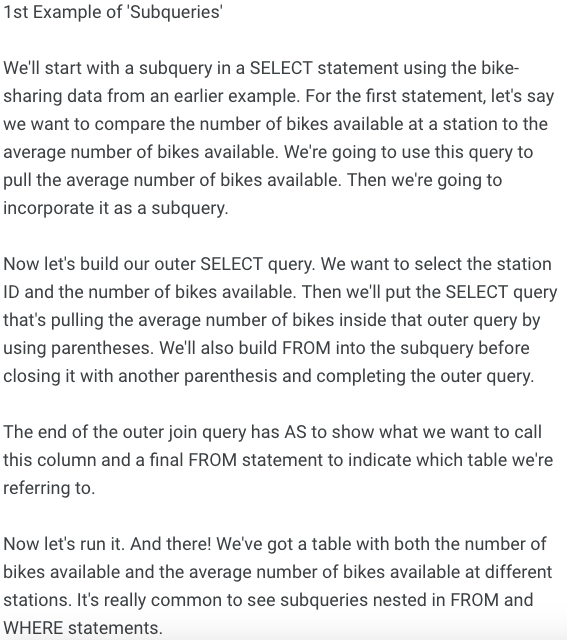 1st Example of 'Subqueries'
We'll start with a subquery in a SELECT statement using the bike-
sharing data from an earlier example. For the first statement, let's say
we want to compare the number of bikes available at a station to the
average number of bikes available. We're going to use this query to
pull the average number of bikes available. Then we're going to
incorporate it as a subquery.
Now let's build our outer SELECT query. We want to select the station
ID and the number of bikes available. Then we'll put the SELECT query
that's pulling the average number of bikes inside that outer query by
using parentheses. We'll also build FROM into the subquery before
closing it with another parenthesis and completing the outer query.
The end of the outer join query has AS to show what we want to call
this column and a final FROM statement to indicate which table we're
referring to.
Now let's run it. And there! We've got a table with both the number of
bikes available and the average number of bikes available at different
stations. It's really common to see subqueries nested in FROM and
WHERE statements.